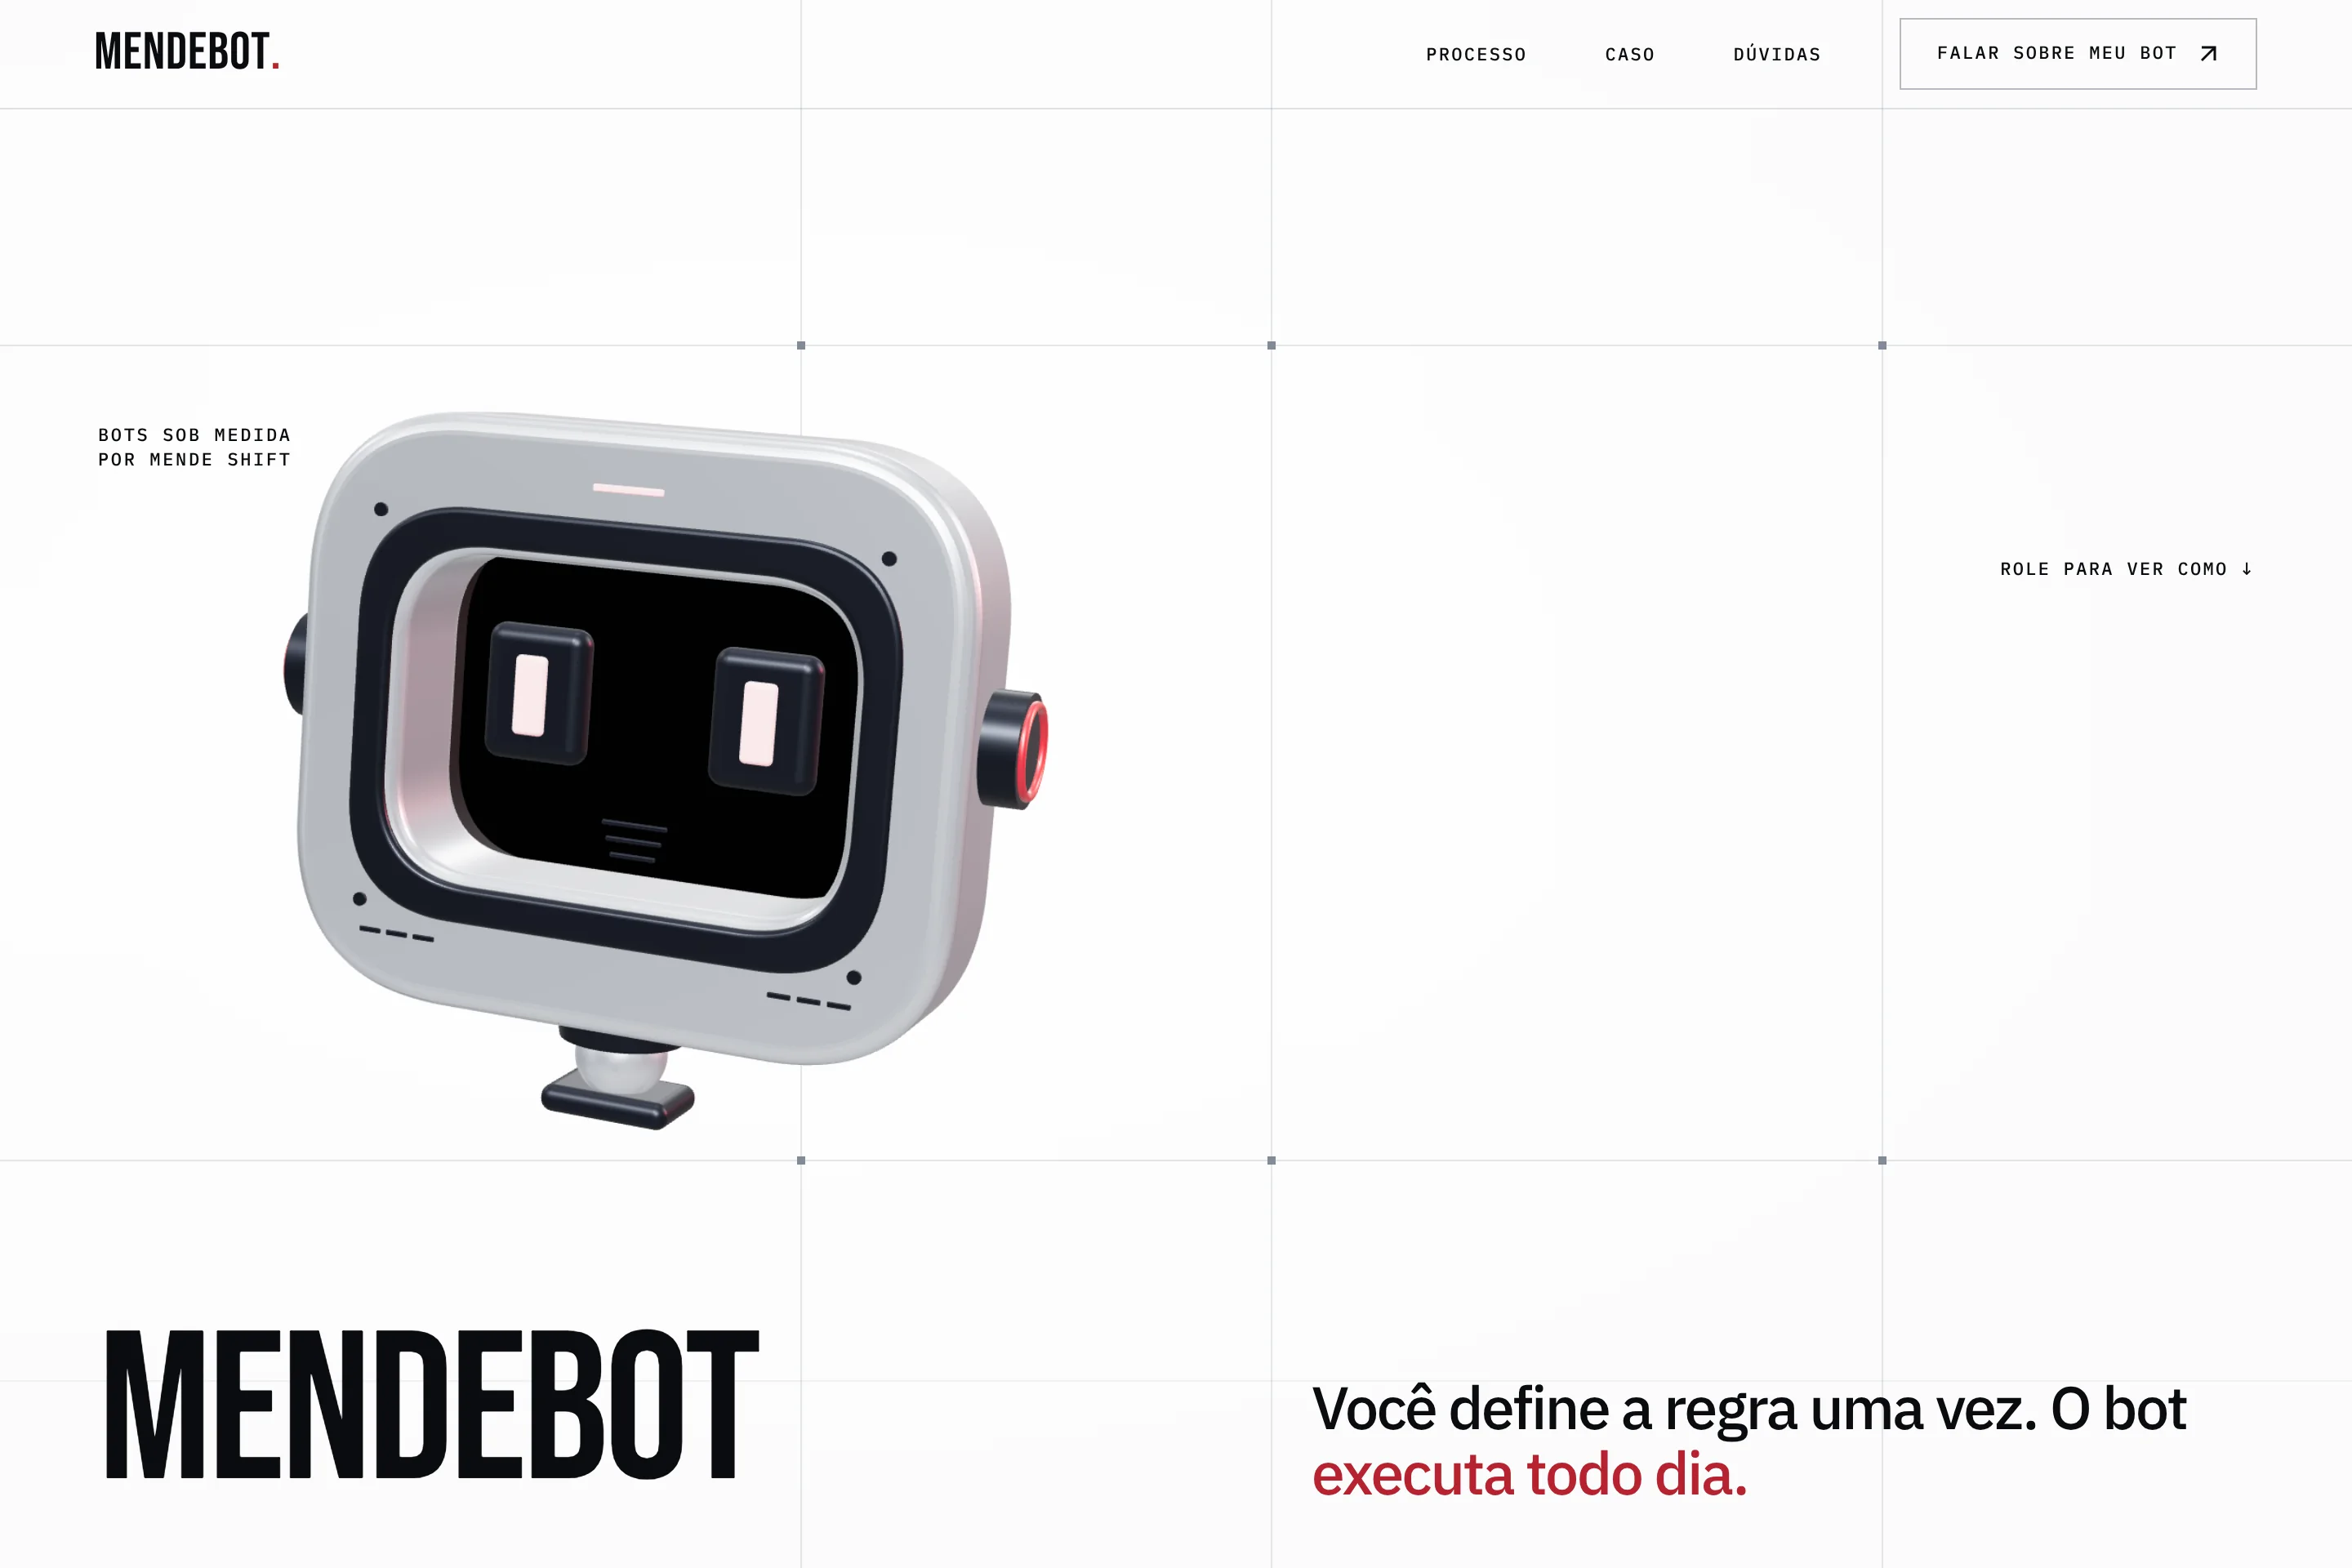 MENDEBOT.
PROCESSO
CASO
DÚVIDAS
FALAR SOBRE MEU BOT ↗
BOTS SOB MEDIDA
POR MENDE SHIFT
ROLE PARA VER COMO ↓
MENDEBOT
Você define a regra uma vez. O bot
executa todo dia.